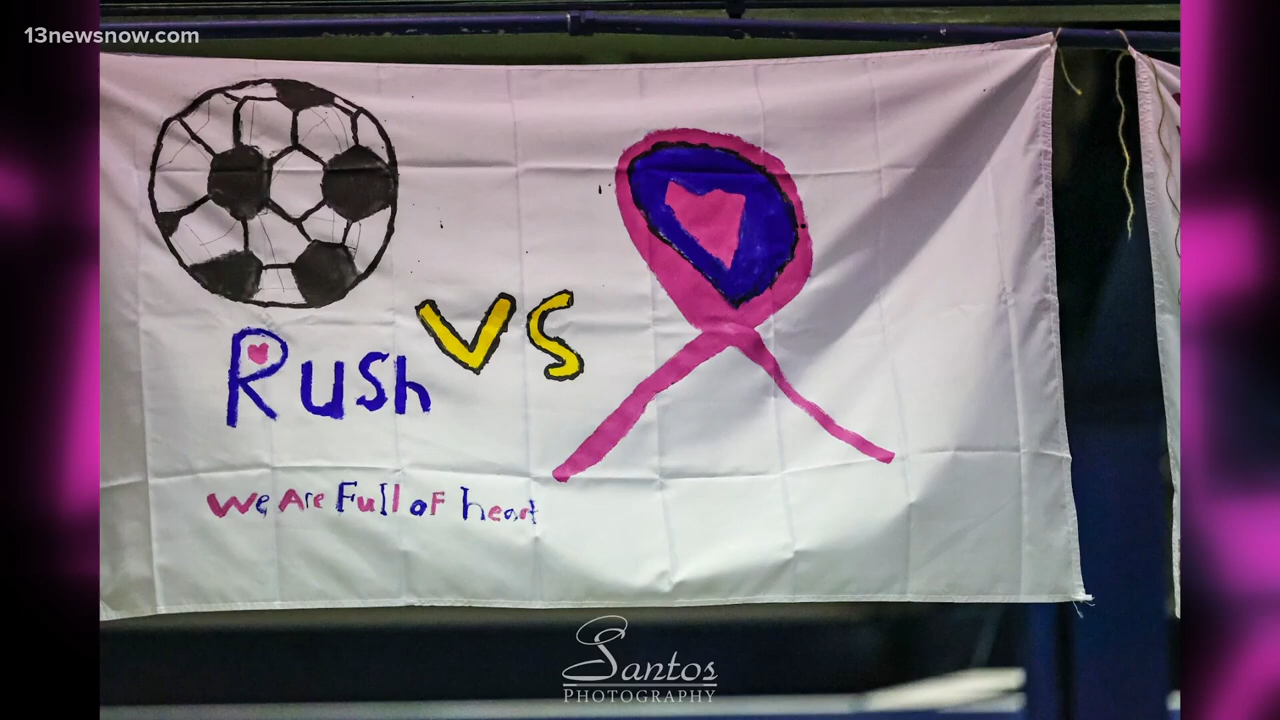 13newsnow.com
Rush vs
We Are Full of heart
Santos
PHOTOGRAPHY